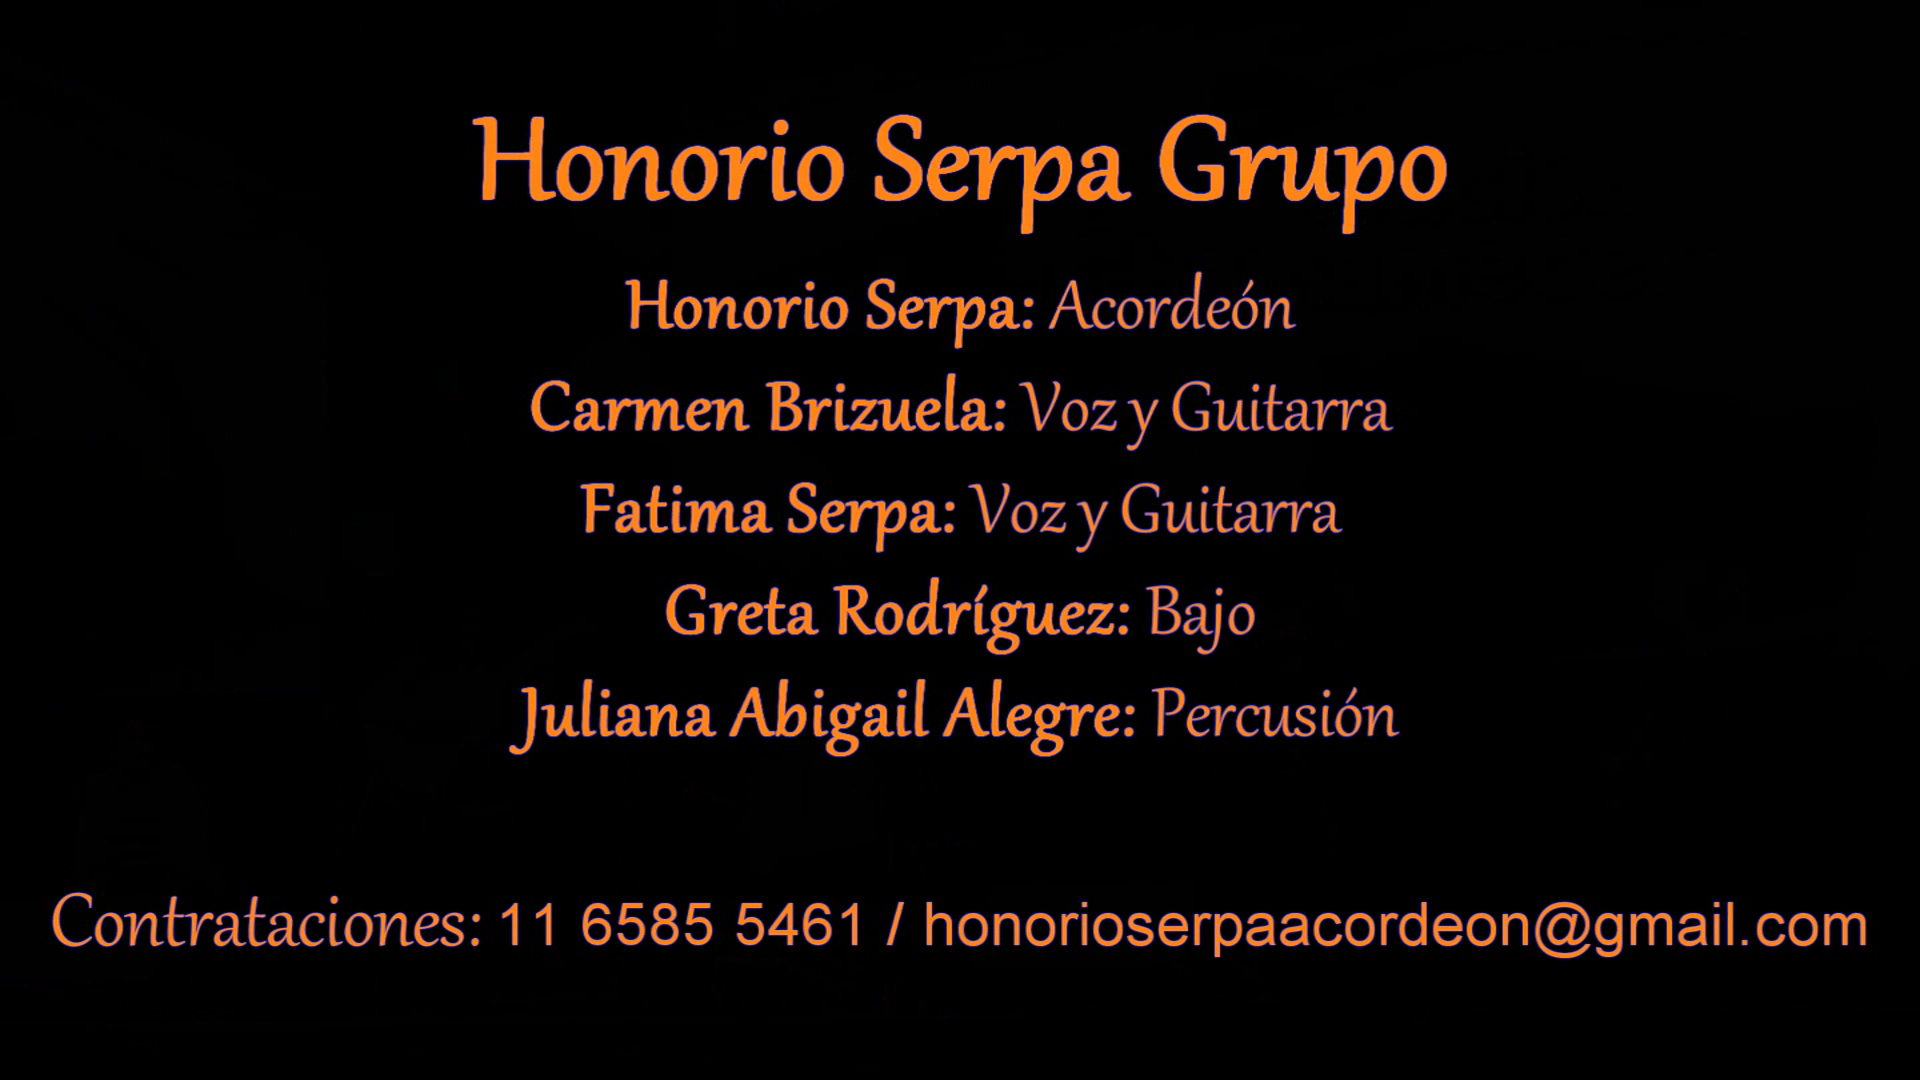 Honorio Serpa Grupo
Honorio Serpa: Acordeón
Carmen Brizuela: Voz y Guitarra
Fatima Serpa: Voz y Guitarra
Greta Rodríguez: Bajo
Juliana Abigail Alegre: Percusión
Contrataciones: 11 6585 5461 / honorioserpaacordeon@gmail.com